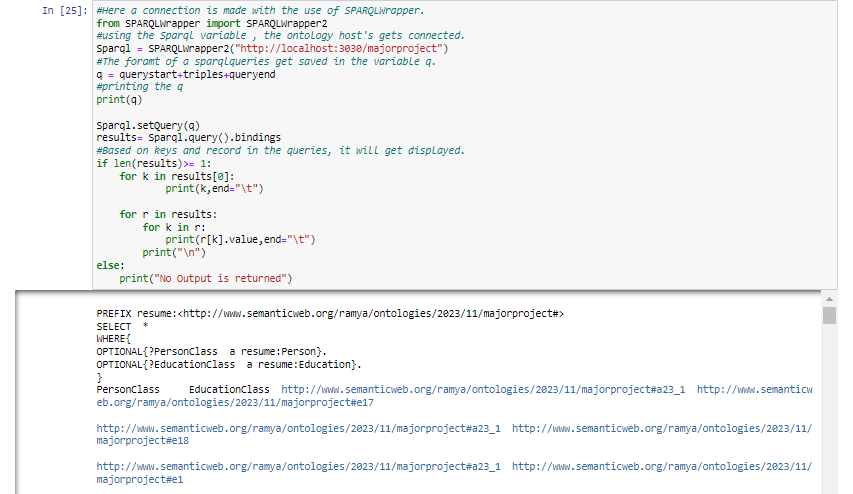 In [25]: #Here a connection is made with the use of SPARQLWrapper.
from SPARQLWrapper import SPARQLWrapper2
#using the Sparql variable , the ontology host's gets connected.
Sparql = SPARQLWrapper2("http://localhost:3030/majorproject")
#The foramt of a sparqlqueries get saved in the variable q.
q = querystart+triples+queryend
#printing the q
print(q)
Sparql.setQuery(q)
results= Sparql.query().bindings
#Based on keys and record in the queries, it will get displayed.
if len(results)>= 1:
for k in results[0]:
print(k,end="\t")
for r in results:
for k in r:
print(r[k].value,end="\t")
print("\n")
else:
print("No Output is returned")
PREFIX resume:<http://www.semanticweb.org/ramya/ontologies/2023/11/majorproject#>
SELECT *
WHERE{
OPTIONAL{?PersonClass a resume:Person}.
OPTIONAL{?EducationClass a resume:Education}.
}
PersonClass EducationClass http://www.semanticweb.org/ramya/ontologies/2023/11/majorproject#a23_1 http://www.semanticw
eb.org/ramya/ontologies/2023/11/majorproject#e17
http://www.semanticweb.org/ramya/ontologies/2023/11/majorproject#a23_1 http://www.semanticweb.org/ramya/ontologies/2023/11/
majorproject#e18
http://www.semanticweb.org/ramya/ontologies/2023/11/majorproject#a23_1 http://www.semanticweb.org/ramya/ontologies/2023/11/
majorproject#e1